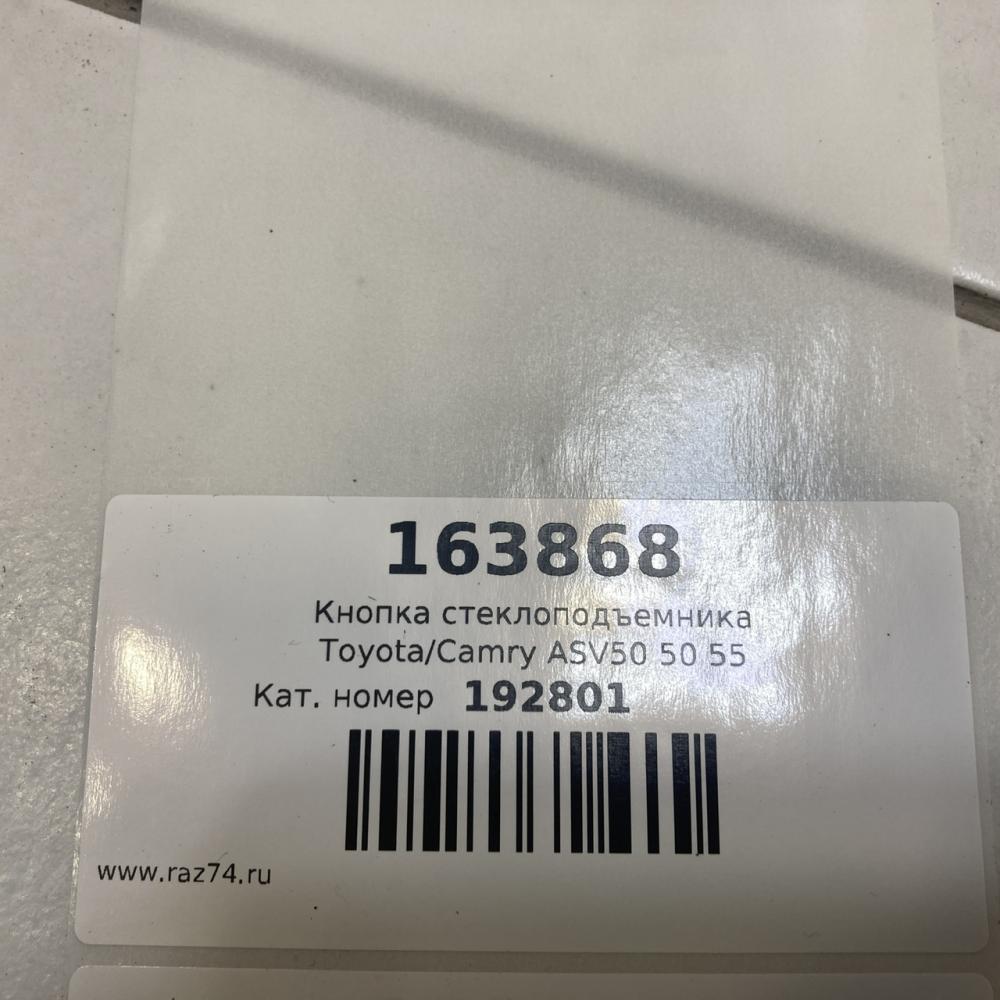 163868
Кнопка стеклоподъемника
Toyota/Camry ASV50 50 55
Кат. номер 192801
www.raz74.ru